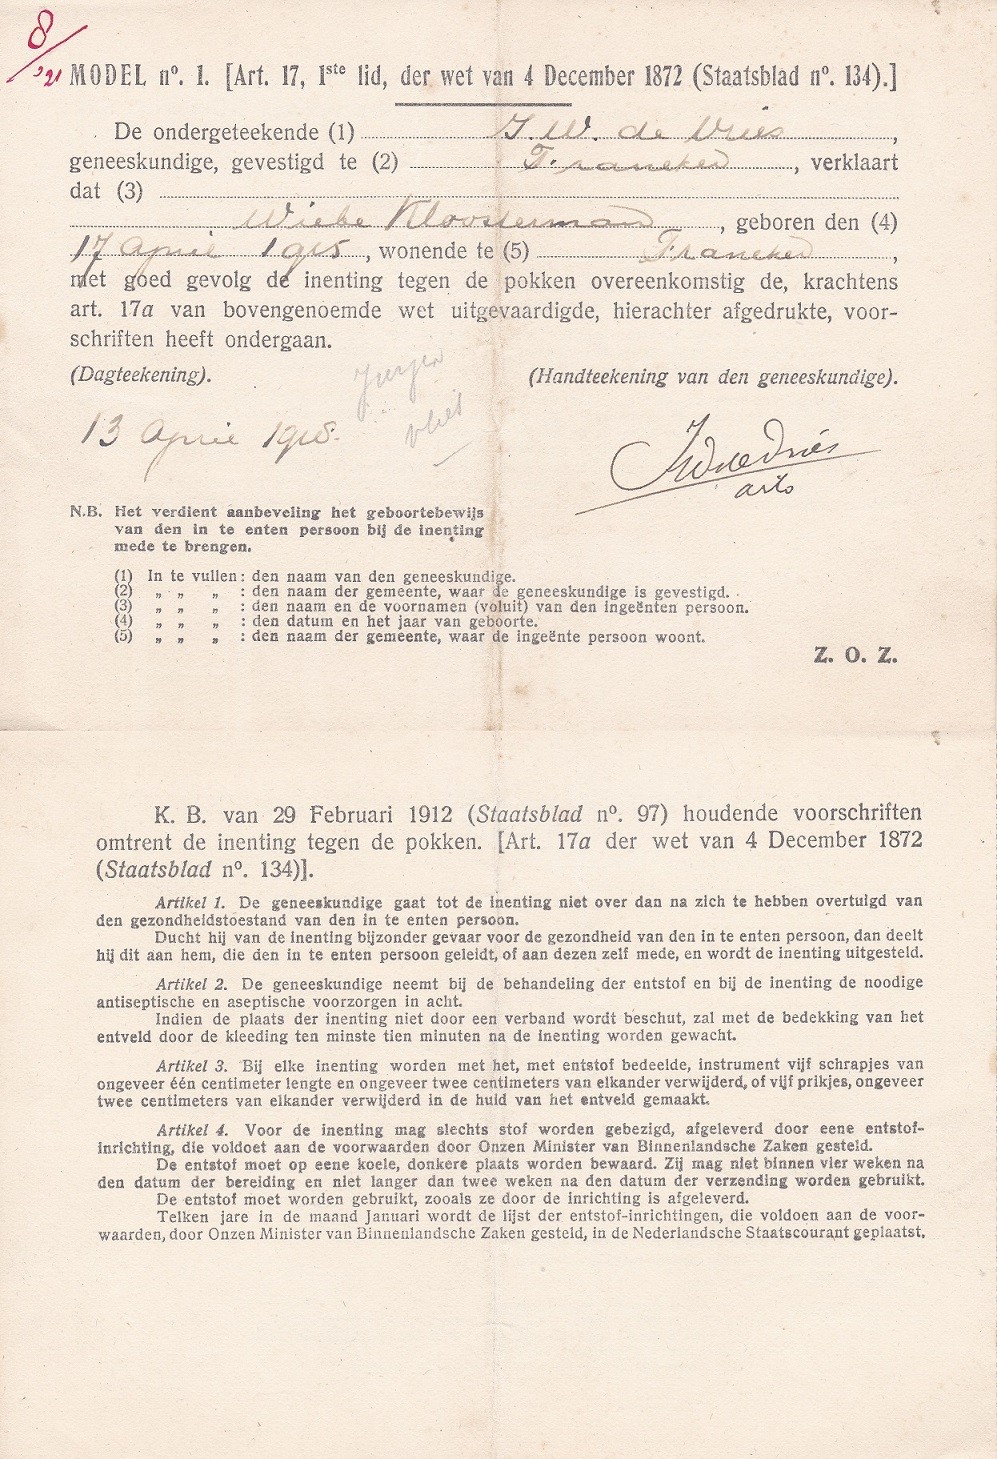 8/'21
MODEL nº. 1. [Art. 17, 1ste lid, der wet van 4 December 1872 (Staatsblad nº. 134).]
De ondergeteekende (1) J. W. de Vries,
geneeskundige, gevestigd te (2) Franeker, verklaart
dat (3)
Wiebe Kloosterman, geboren den (4)
17 April 1915, wonende te (5) Franeker,
met goed gevolg de inenting tegen de pokken overeenkomstig de, krachtens
art. 17a van bovengenoemde wet uitgevaardigde, hierachter afgedrukte, voor-
schriften heeft ondergaan.
(Dagteekening). (Handteekening van den geneeskundige).
13 April 1918.
Jurjen
vliet
JWdeVries
arts
N.B. Het verdient aanbeveling het geboortebewijs
van den in te enten persoon bij de inenting
mede te brengen.
(1) In te vullen: den naam van den geneeskundige.
(2) „ „ „ : den naam der gemeente, waar de geneeskundige is gevestigd.
(3) „ „ „ : den naam en de voornamen (voluit) van den ingeënten persoon.
(4) „ „ „ : den datum en het jaar van geboorte.
(5) „ „ „ : den naam der gemeente, waar de ingeënte persoon woont.
Z. O. Z.
K. B. van 29 Februari 1912 (Staatsblad nº. 97) houdende voorschriften
omtrent de inenting tegen de pokken. [Art. 17a der wet van 4 December 1872
(Staatsblad nº. 134)].
Artikel 1. De geneeskundige gaat tot de inenting niet over dan na zich te hebben overtuigd van
den gezondheidstoestand van den in te enten persoon.
Ducht hij van de inenting bijzonder gevaar voor de gezondheid van den in te enten persoon, dan deelt
hij dit aan hem, die den in te enten persoon geleidt, of aan dezen zelf mede, en wordt de inenting uitgesteld.
Artikel 2. De geneeskundige neemt bij de behandeling der entstof en bij de inenting de noodige
antiseptische en aseptische voorzorgen in acht.
Indien de plaats der inenting niet door een verband wordt beschut, zal met de bedekking van het
entveld door de kleeding ten minste tien minuten na de inenting worden gewacht.
Artikel 3. Bij elke inenting worden met het, met entstof bedeelde, instrument vijf schrapjes van
ongeveer één centimeter lengte en ongeveer twee centimeters van elkander verwijderd, of vijf prikjes, ongeveer
twee centimeters van elkander verwijderd in de huid van het entveld gemaakt.
Artikel 4. Voor de inenting mag slechts stof worden gebezigd, afgeleverd door eene entstof-
inrichting, die voldoet aan de voorwaarden door Onzen Minister van Binnenlandsche Zaken gesteld.
De entstof moet op eene koele, donkere plaats worden bewaard. Zij mag niet binnen vier weken na
den datum der bereiding en niet langer dan twee weken na den datum der verzending worden gebruikt.
De entstof moet worden gebruikt, zooals ze door de inrichting is afgeleverd.
Telken jare in de maand Januari wordt de lijst der entstof-inrichtingen, die voldoen aan de voor-
waarden, door Onzen Minister van Binnenlandsche Zaken gesteld, in de Nederlandsche Staatscourant geplaatst.